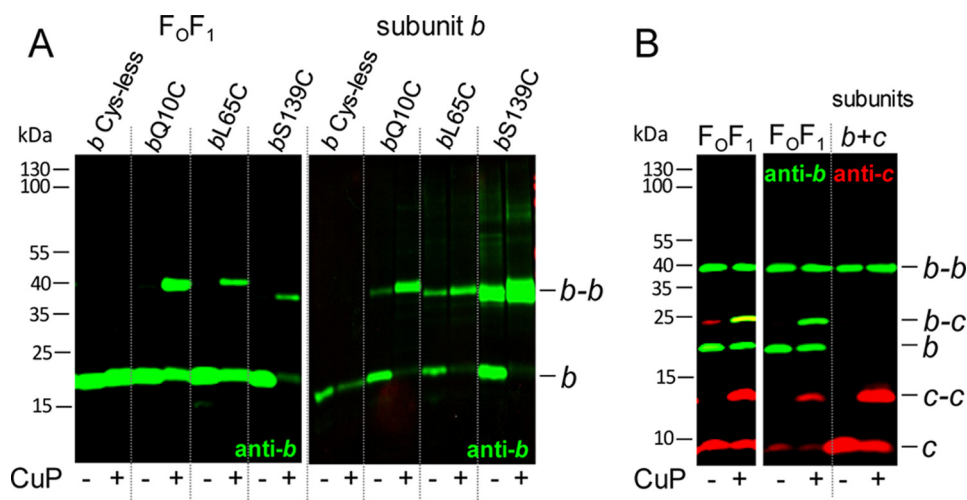 A
FOF1
subunit b
b Cys-less
bQ10C
bL65C
bS139C
b Cys-less
bQ10C
bL65C
bS139C
kDa
130
100
55
40
35
25
15
b-b
b
anti-b
anti-b
CuP - + - + - + - + - + - + - + - +
B
subunits
kDa
FOF1
FOF1
b+c
anti-b
anti-c
130
100
55
40
35
25
15
10
b-b
b-c
b
c-c
c
CuP - + - + - +